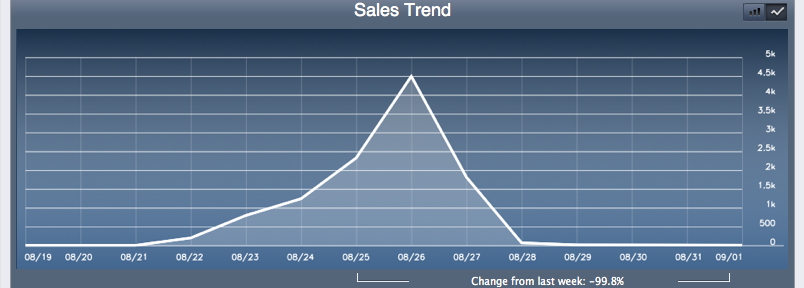 Sales Trend
5k
4.5k
4k
3.5k
3k
2.5k
2k
1.5k
1k
500
0
08/19 08/20 08/21 08/22 08/23 08/24 08/25 08/26 08/27 08/28 08/29 08/30 08/31 09/01
Change from last week: -99.8%